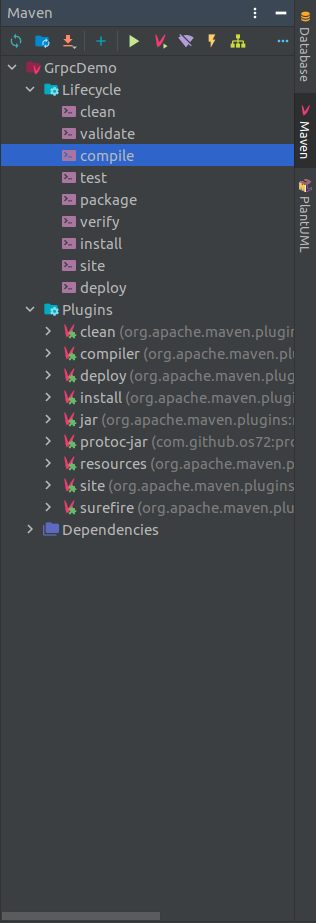 Maven
GrpcDemo
Lifecycle
clean
validate
compile
test
package
verify
install
site
deploy
Plugins
clean (org.apache.maven.plugin
compiler (org.apache.maven.plu
deploy (org.apache.maven.plug
install (org.apache.maven.plugi
jar (org.apache.maven.plugins:
protoc-jar (com.github.os72:pro
resources (org.apache.maven.p
site (org.apache.maven.plugins
surefire (org.apache.maven.plu
Dependencies
Database
Maven
PlantUML